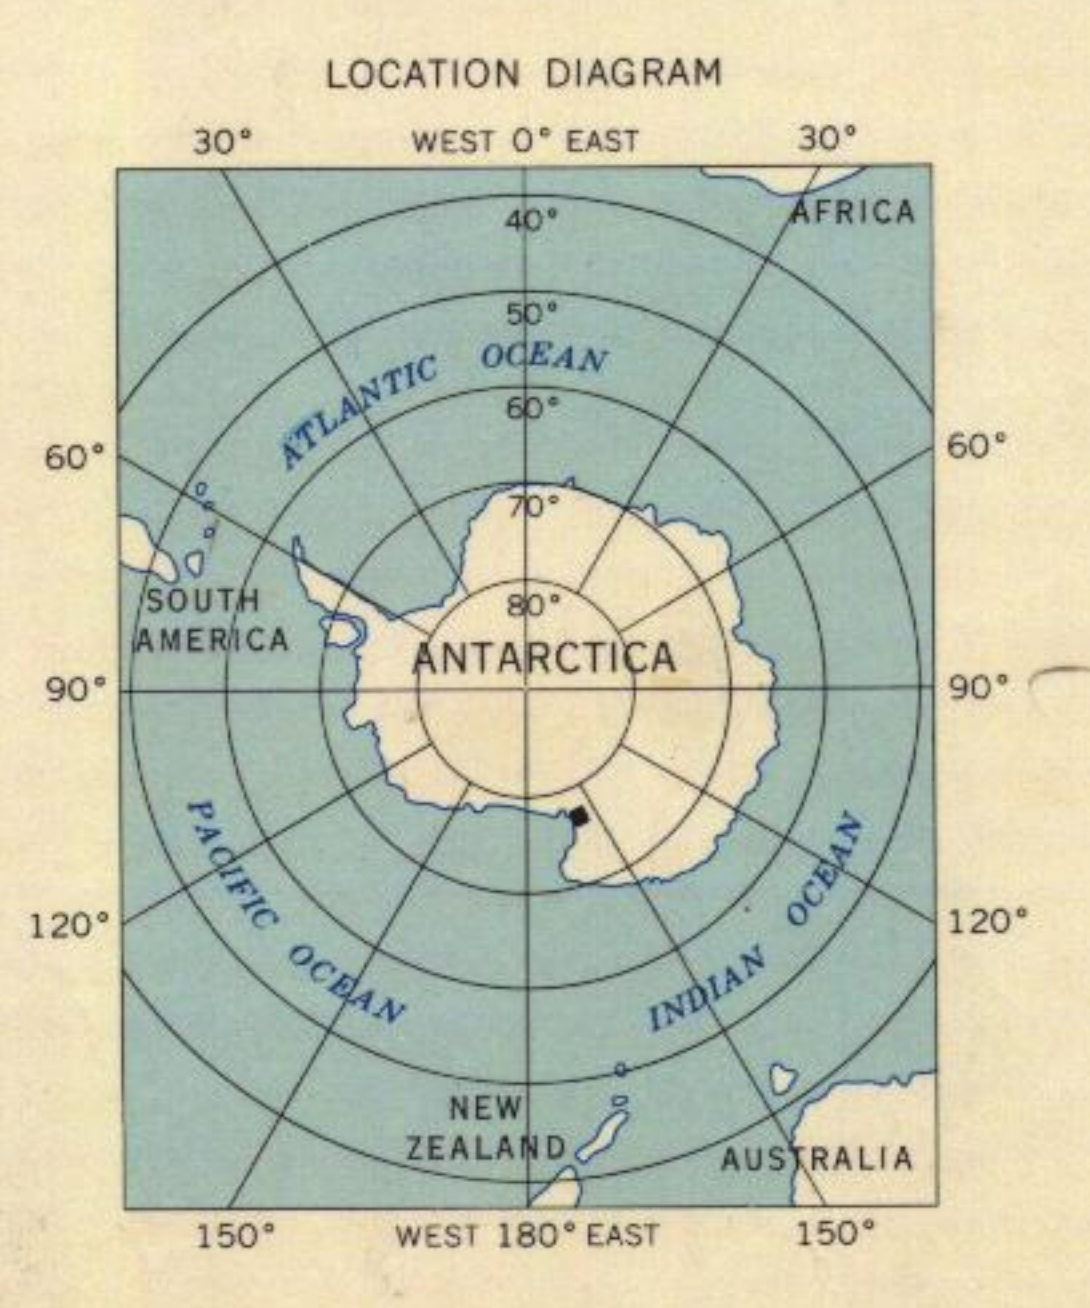 LOCATION DIAGRAM
30° WEST 0° EAST 30°
AFRICA
40°
50°
ATLANTIC OCEAN
60°
60° 60°
70°
80°
SOUTH
AMERICA
ANTARCTICA
90° 90°
PACIFIC OCEAN
INDIAN OCEAN
120° 120°
NEW
ZEALAND
AUSTRALIA
150° WEST 180° EAST 150°